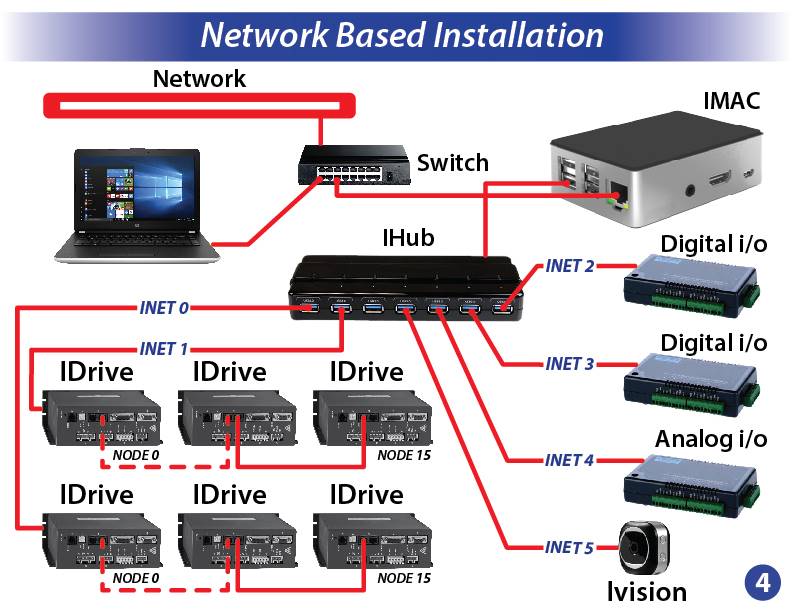 Network Based Installation
Network
IMAC
Switch
IHub
Digital i/o
INET 2
INET 0
Digital i/o
INET 1
INET 3
IDrive IDrive IDrive
Analog i/o
NODE 0 NODE 15
INET 4
IDrive IDrive IDrive
INET 5
NODE 0 NODE 15
Ivision
4